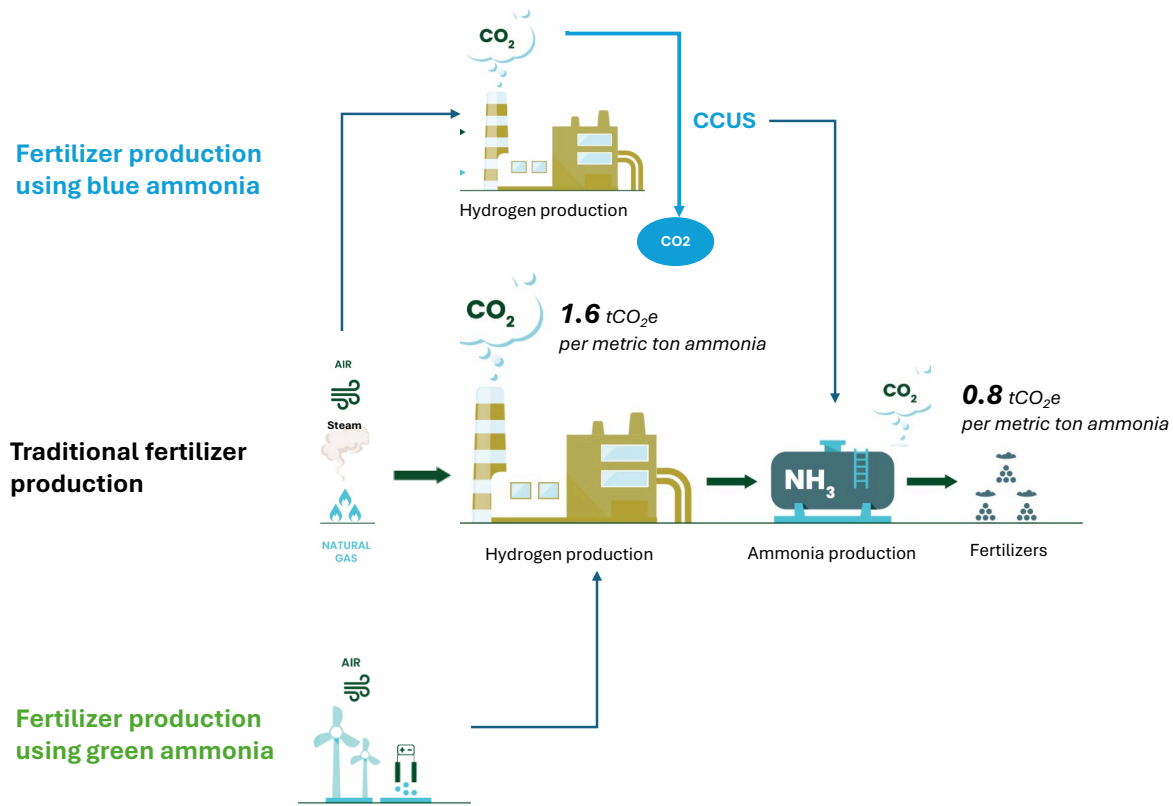 CO₂
CCUS
Fertilizer production
using blue ammonia
Hydrogen production
CO2
CO₂
1.6 tCO₂e
per metric ton ammonia
AIR
Steam
CO₂
0.8 tCO₂e
per metric ton ammonia
Traditional fertilizer
production
NH₃
NATURAL
GAS
Hydrogen production
Ammonia production
Fertilizers
AIR
Fertilizer production
using green ammonia
+ -